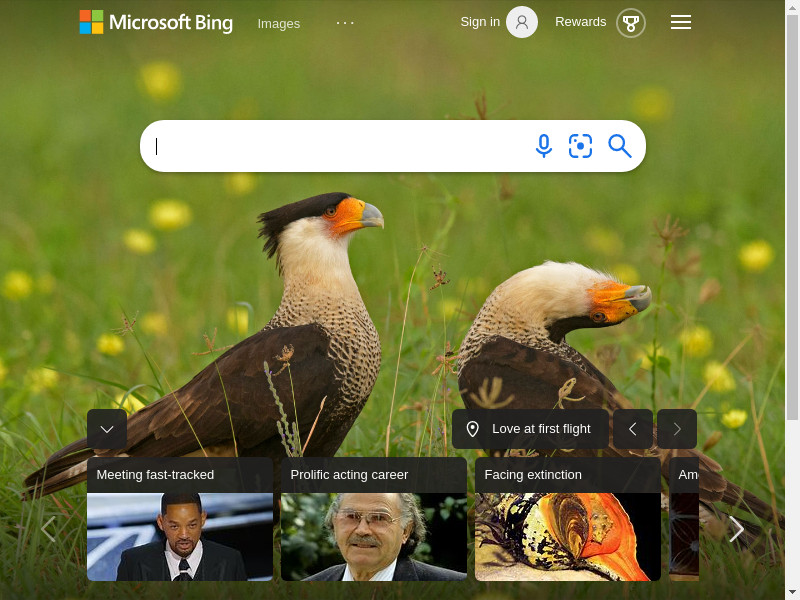 Microsoft Bing
Images
...
Sign in
Rewards
Love at first flight
Meeting fast-tracked
Prolific acting career
Facing extinction
Am